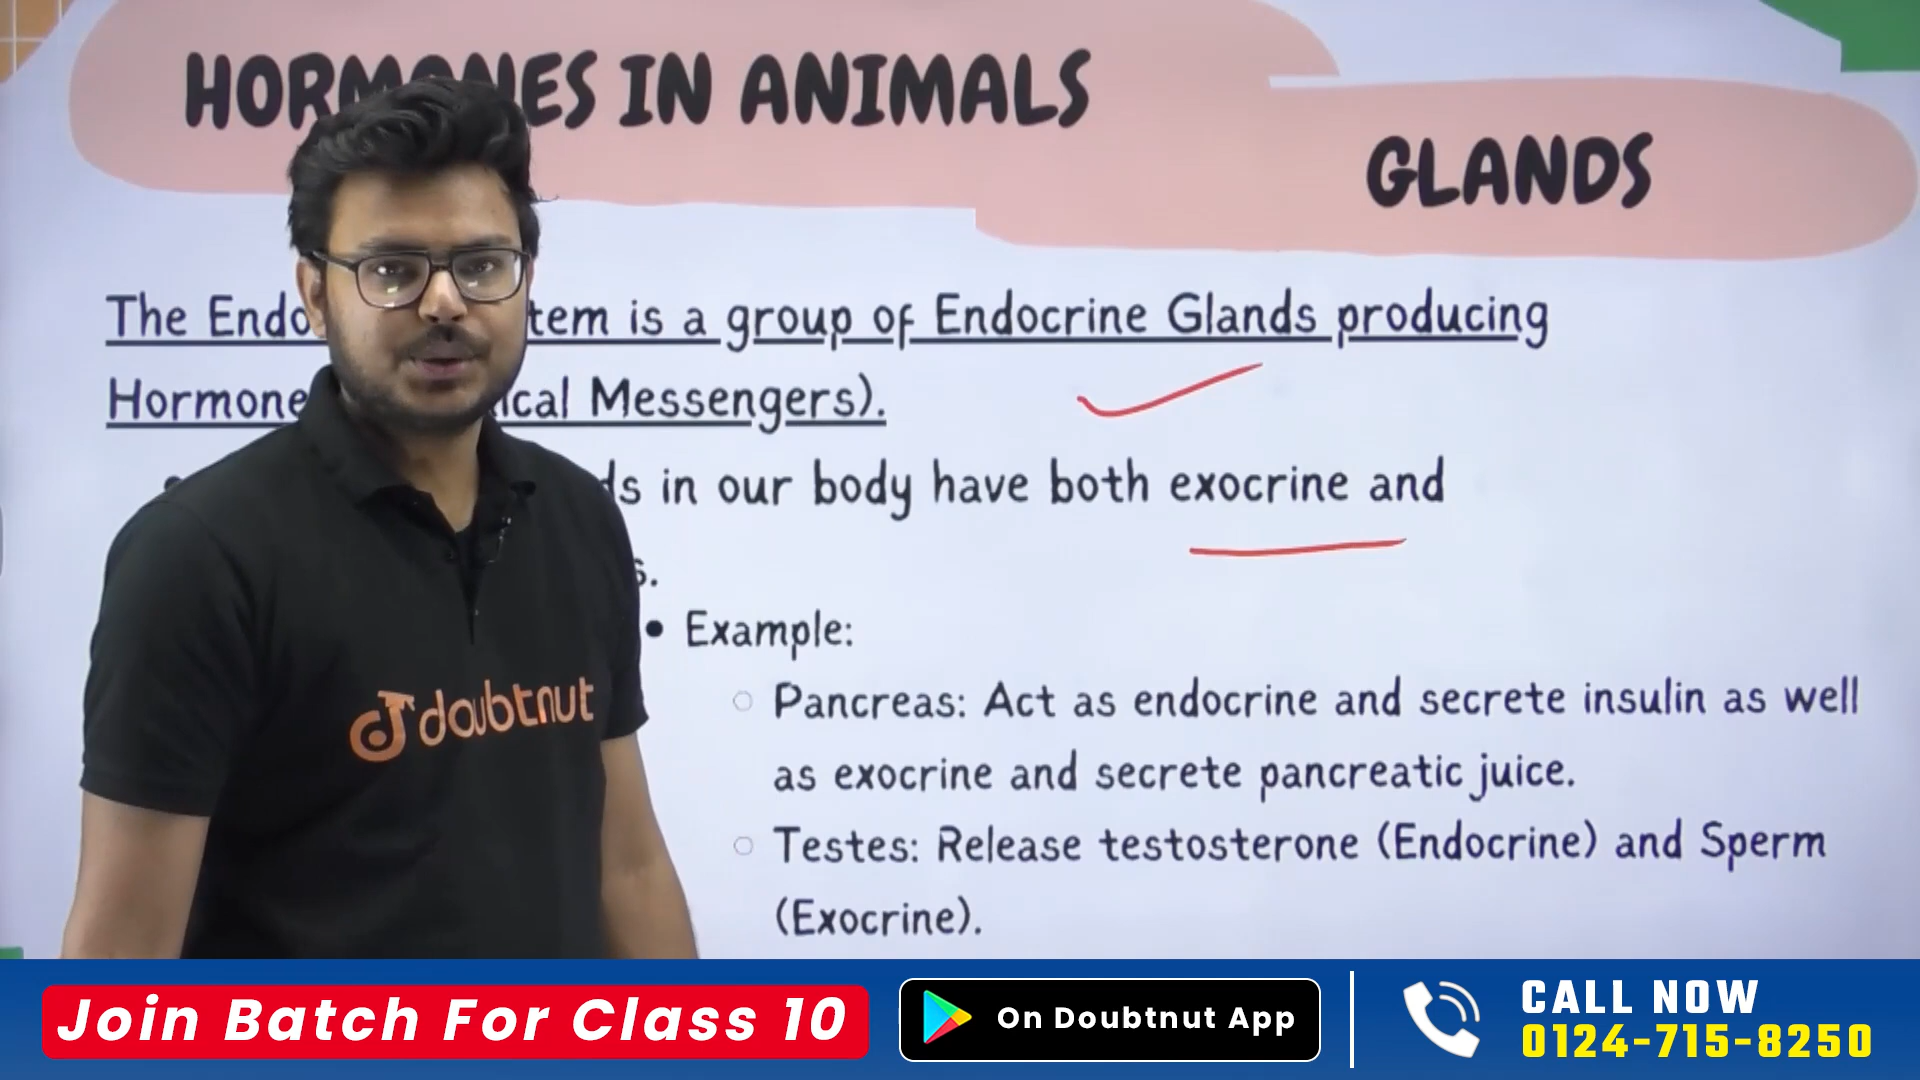 HORMONES IN ANIMALS
GLANDS
The Endo tem is a group of Endocrine Glands producing
Hormone ical Messengers).
ds in our body have both exocrine and
s.
• Example:
Pancreas: Act as endocrine and secrete insulin as well
as exocrine and secrete pancreatic juice.
Testes: Release testosterone (Endocrine) and Sperm
(Exocrine).
doubtnut
Join Batch For Class 10
On Doubtnut App
CALL NOW
0124-715-8250